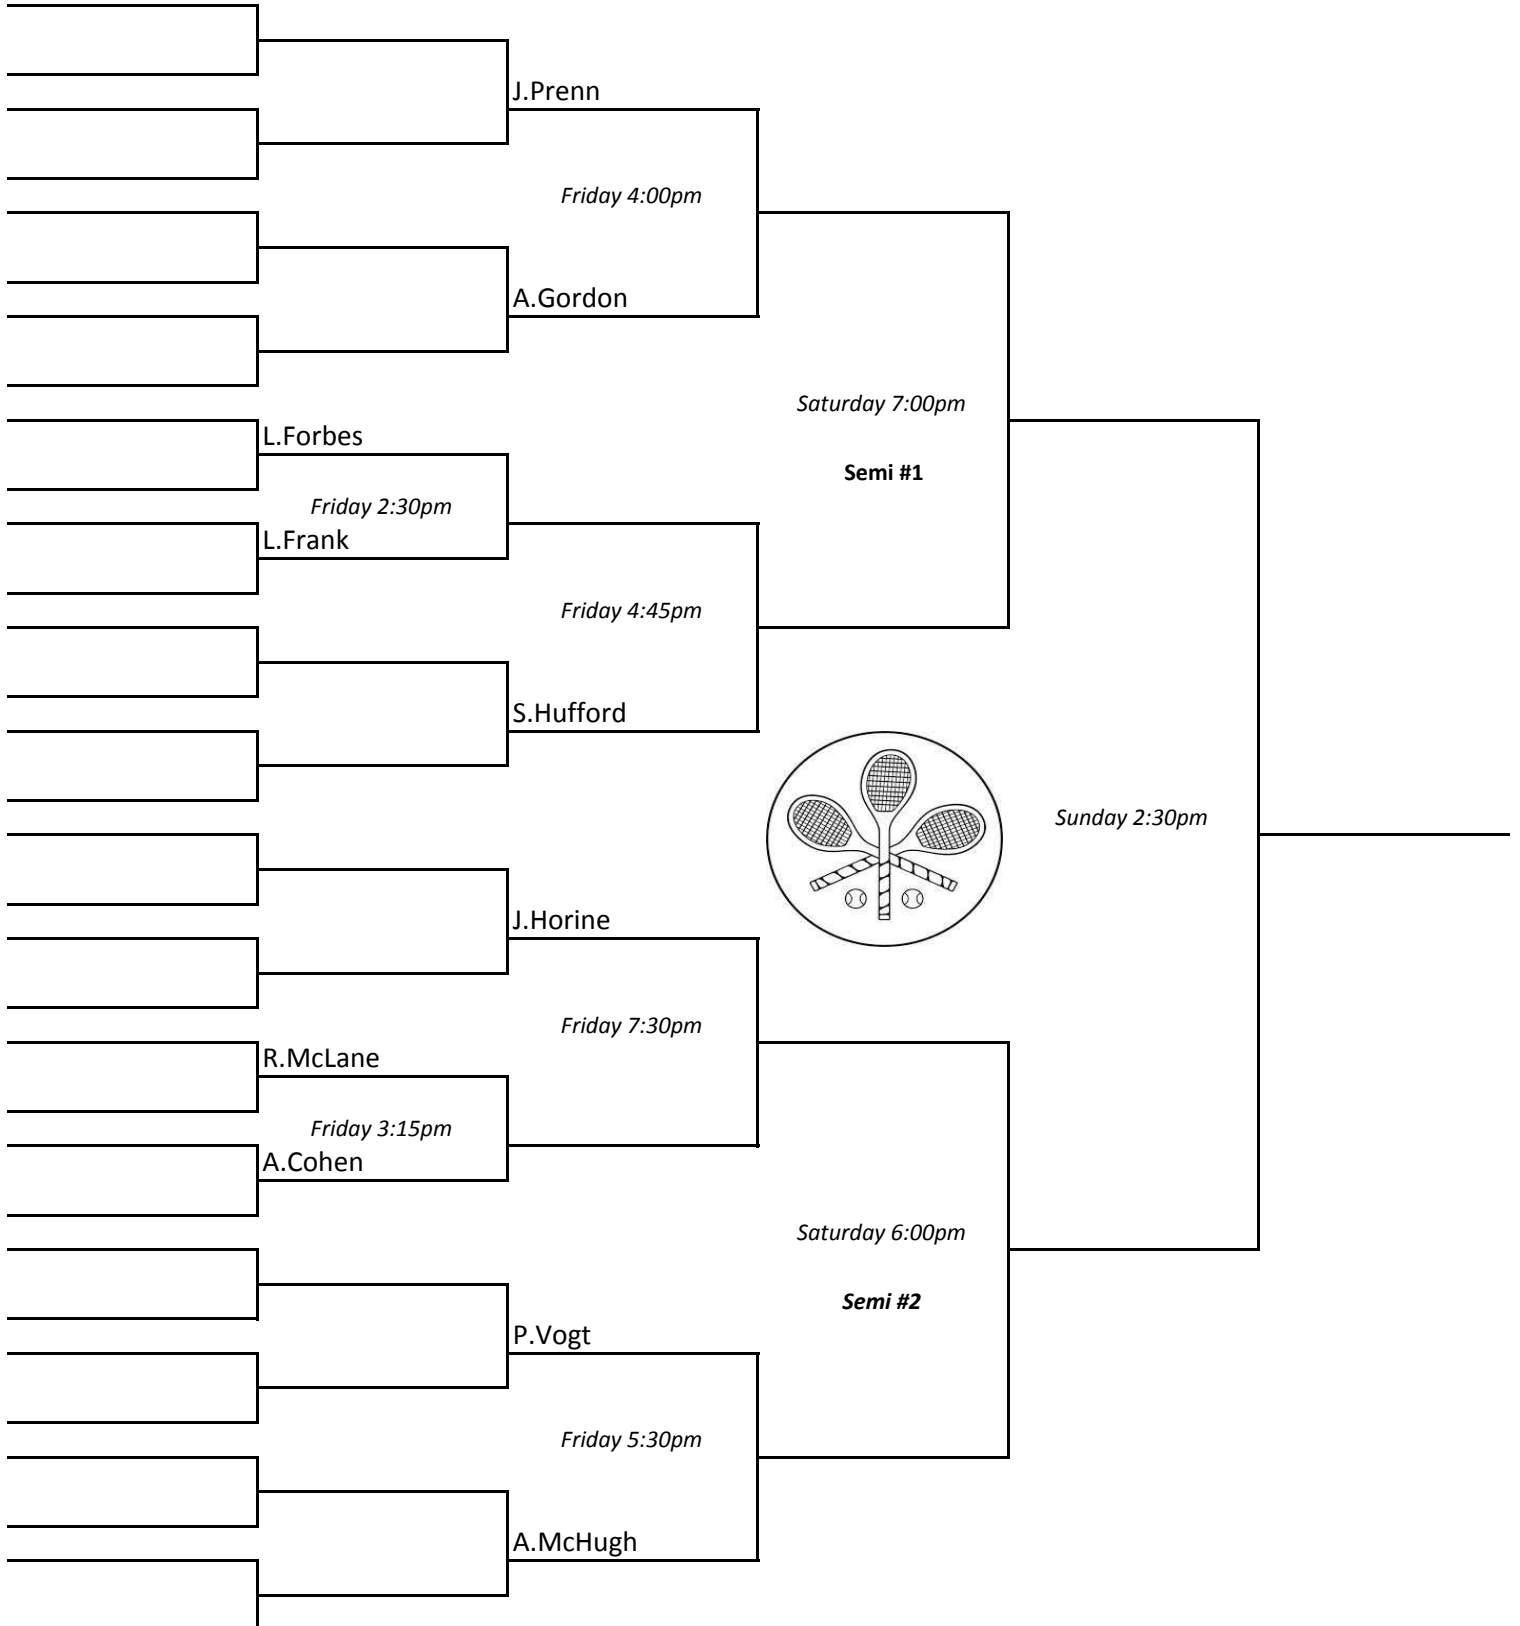 J.Prenn
Friday 4:00pm
A.Gordon
Saturday 7:00pm
L.Forbes
Semi #1
Friday 2:30pm
L.Frank
Friday 4:45pm
S.Hufford
Sunday 2:30pm
J.Horine
Friday 7:30pm
R.McLane
Friday 3:15pm
A.Cohen
Saturday 6:00pm
Semi #2
P.Vogt
Friday 5:30pm
A.McHugh